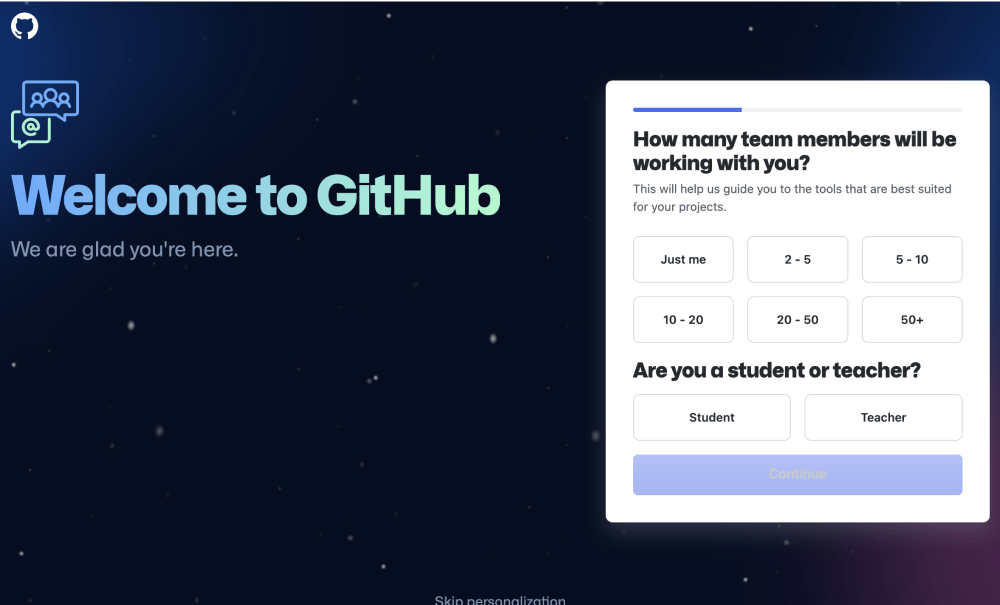 @
Welcome to GitHub
We are glad you're here.
How many team members will be
working with you?
This will help us guide you to the tools that are best suited
for your projects.
Just me
2 - 5
5 - 10
10 - 20
20 - 50
50+
Are you a student or teacher?
Student
Teacher
Continue
Skip personalization